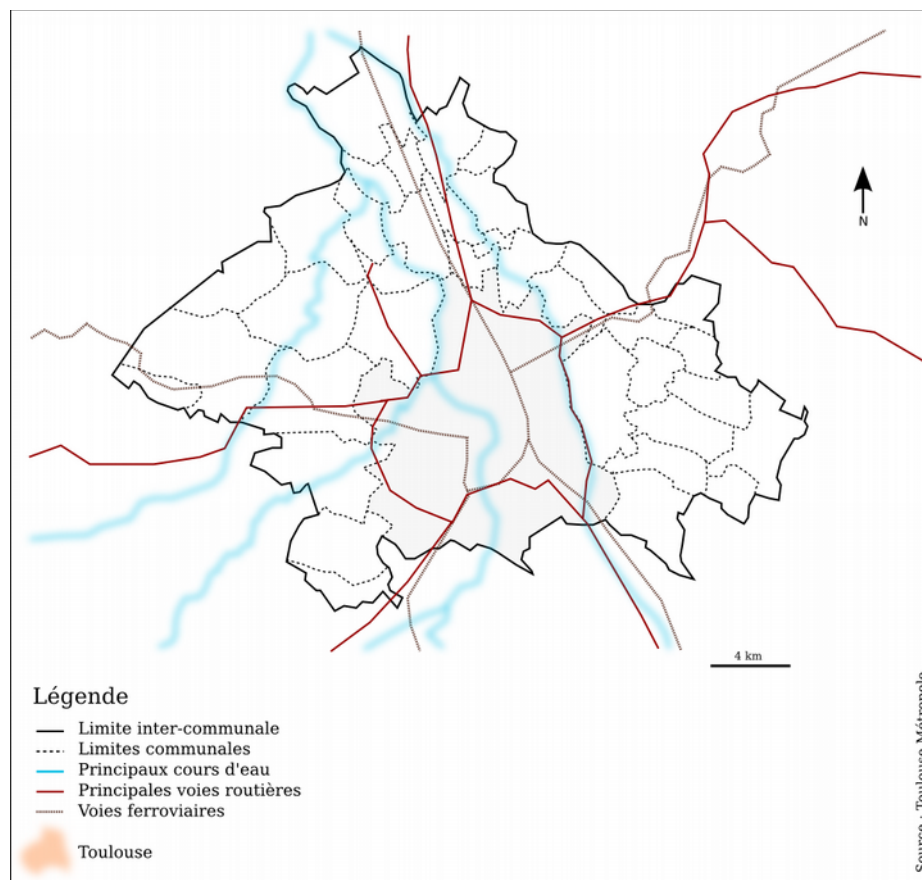 N
4 km
Légende
Limite inter-communale
Limites communales
Principaux cours d'eau
Principales voies routières
Voies ferroviaires
Toulouse
Source : Toulouse Métropole